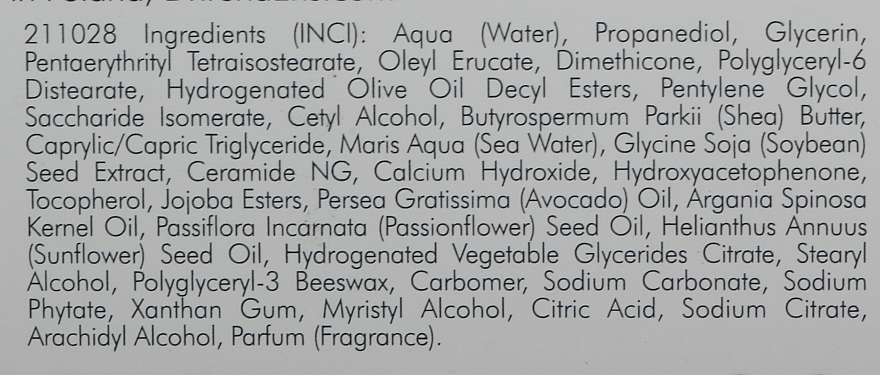 211028 Ingredients (INCI): Aqua (Water), Propanediol, Glycerin,
Pentaerythrityl Tetraisostearate, Oleyl Erucate, Dimethicone, Polyglyceryl-6
Distearate, Hydrogenated Olive Oil Decyl Esters, Pentylene Glycol,
Saccharide Isomerate, Cetyl Alcohol, Butyrospermum Parkii (Shea) Butter,
Caprylic/Capric Triglyceride, Maris Aqua (Sea Water), Glycine Soja (Soybean)
Seed Extract, Ceramide NG, Calcium Hydroxide, Hydroxyacetophenone,
Tocopherol, Jojoba Esters, Persea Gratissima (Avocado) Oil, Argania Spinosa
Kernel Oil, Passiflora Incarnata (Passionflower) Seed Oil, Helianthus Annuus
(Sunflower) Seed Oil, Hydrogenated Vegetable Glycerides Citrate, Stearyl
Alcohol, Polyglyceryl-3 Beeswax, Carbomer, Sodium Carbonate, Sodium
Phytate, Xanthan Gum, Myristyl Alcohol, Citric Acid, Sodium Citrate,
Arachidyl Alcohol, Parfum (Fragrance).